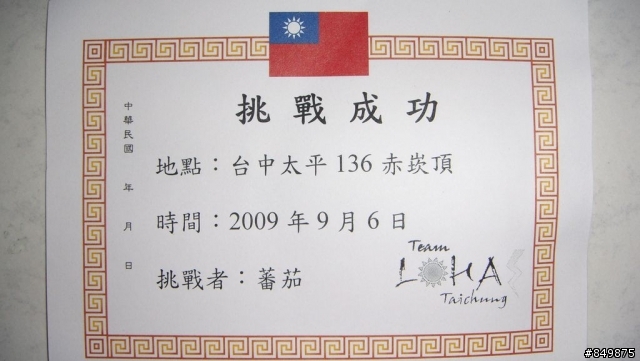 挑戰成功
地點：台中太平 136 赤崁頂
時間：2009 年 9 月 6 日
挑戰者：蕃茄
中華民國 年 月 日
Team
LOHAS
Taichung
#849875